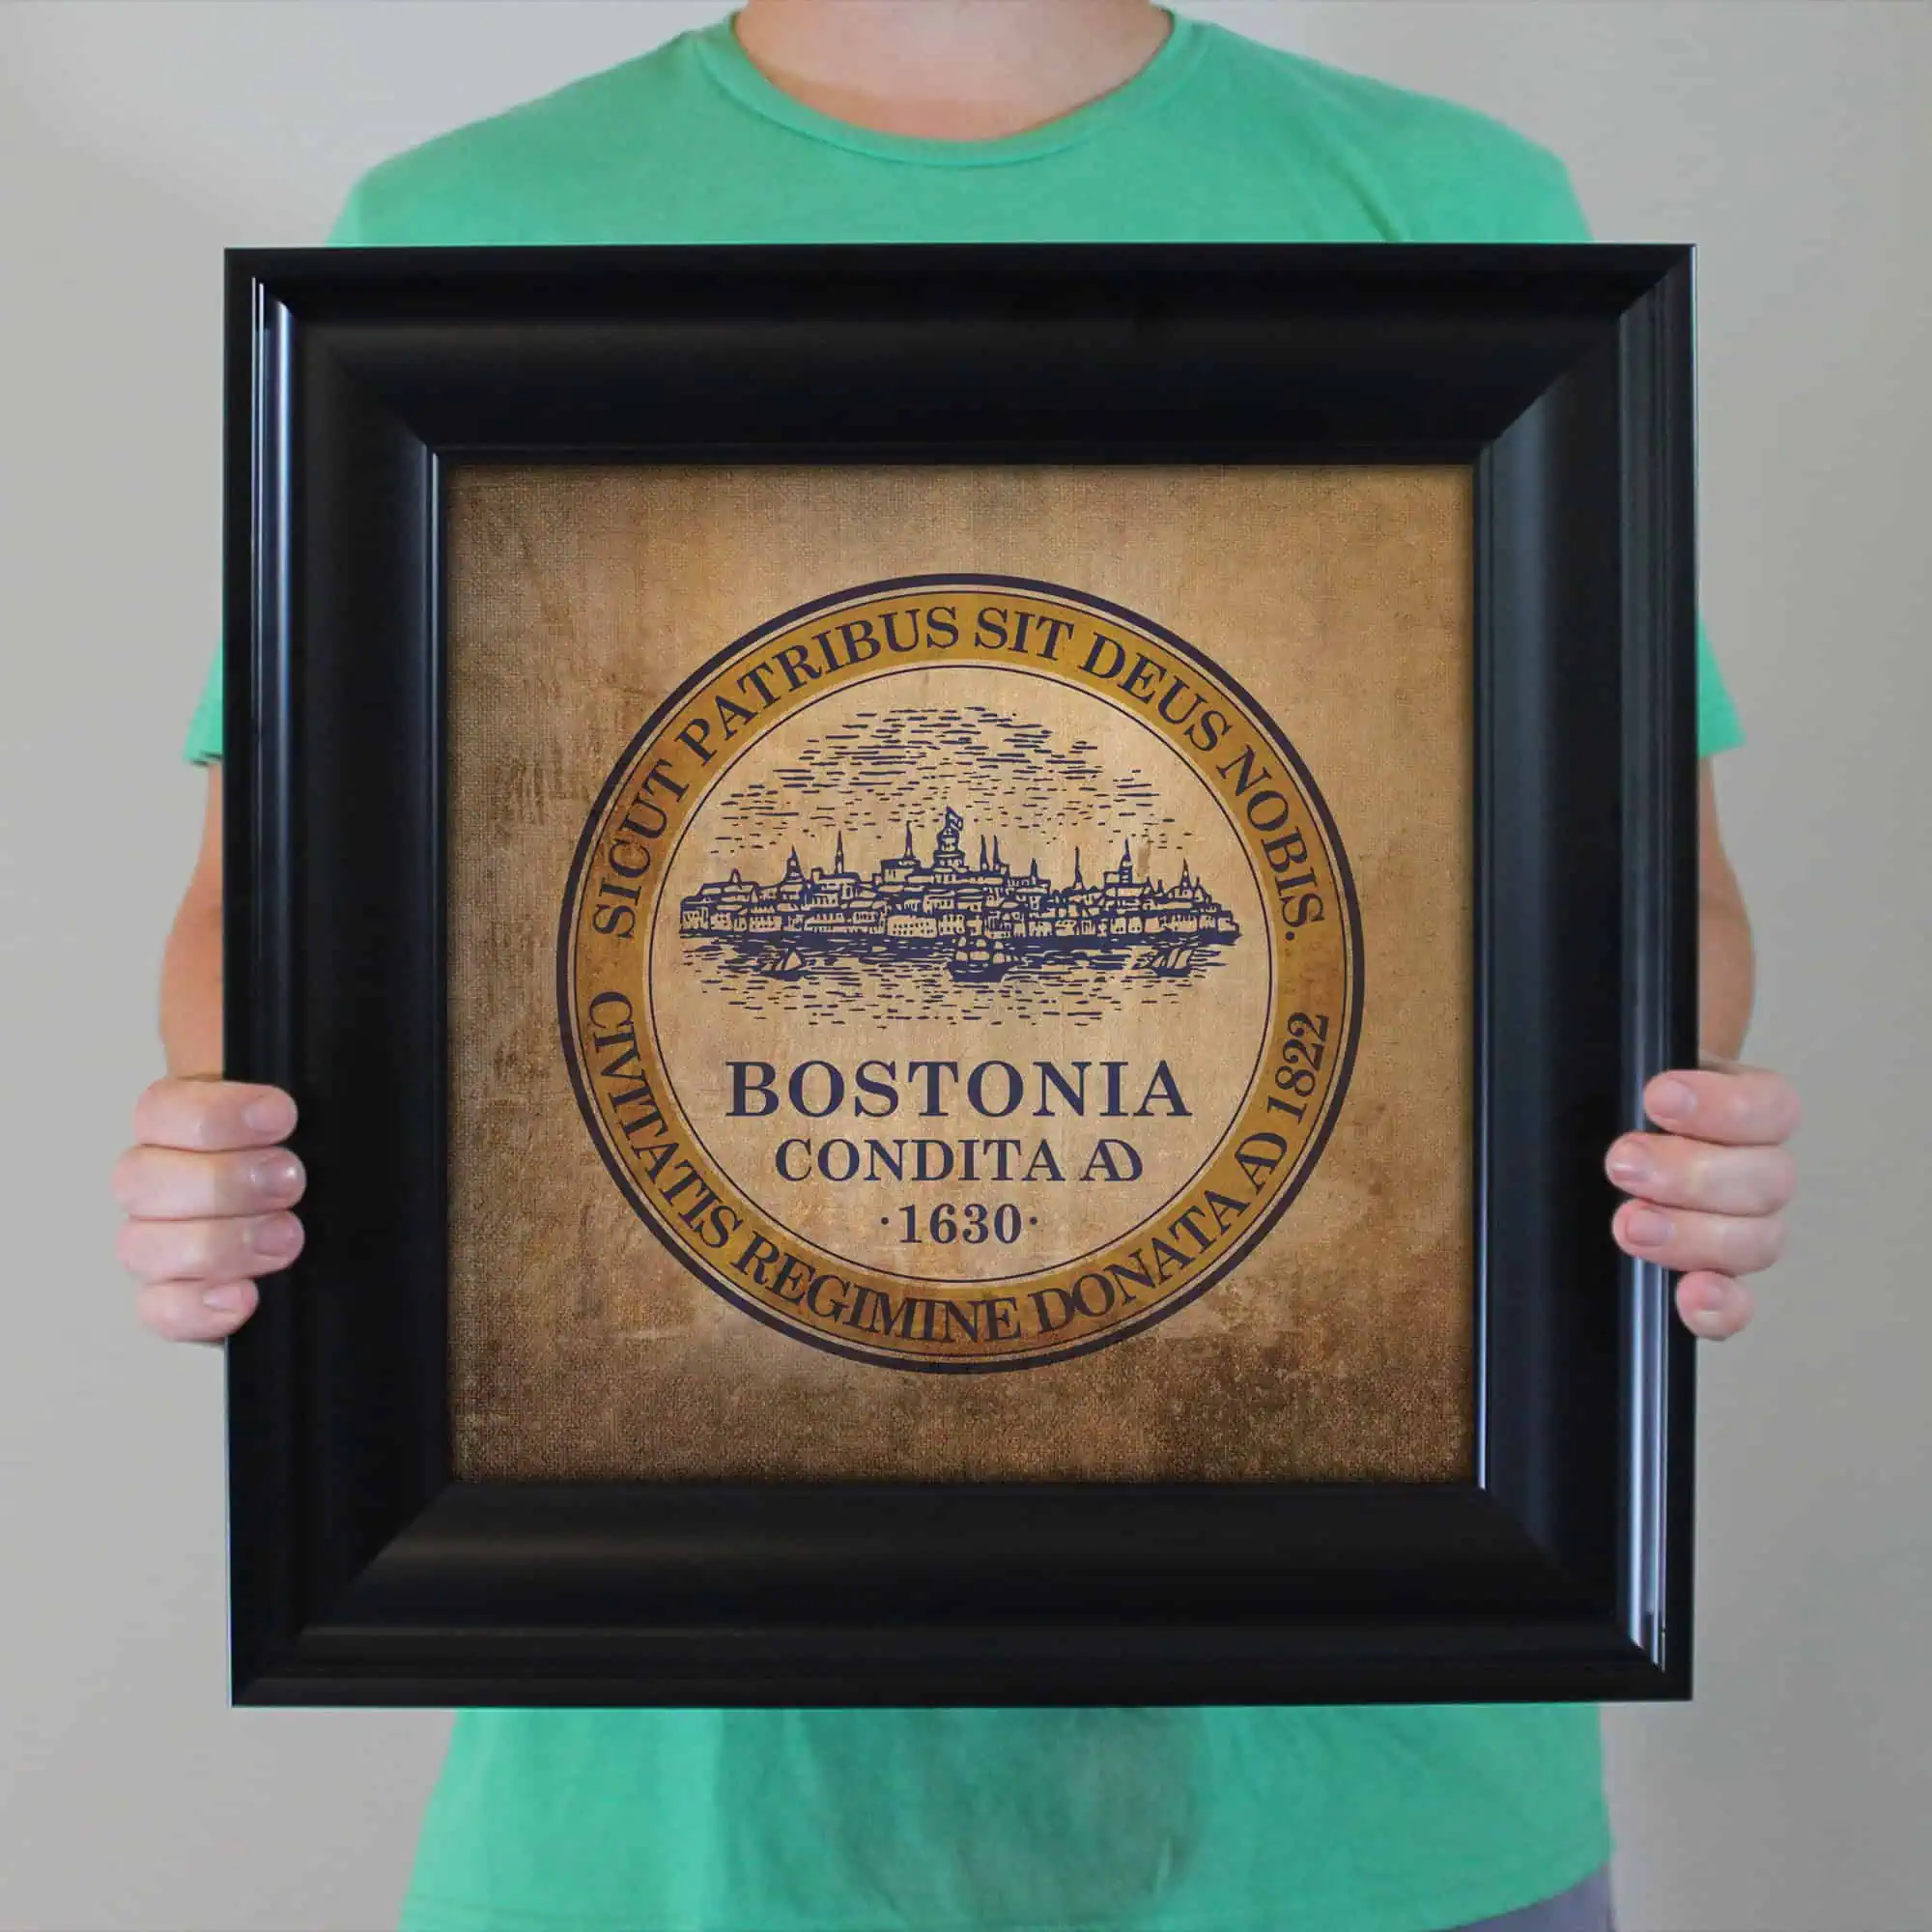 SICUT PATRIBUS SIT DEUS NOBIS.
BOSTONIA
CONDITA AD
·1630·
CIVITATIS REGIMINE DONATA AD 1822